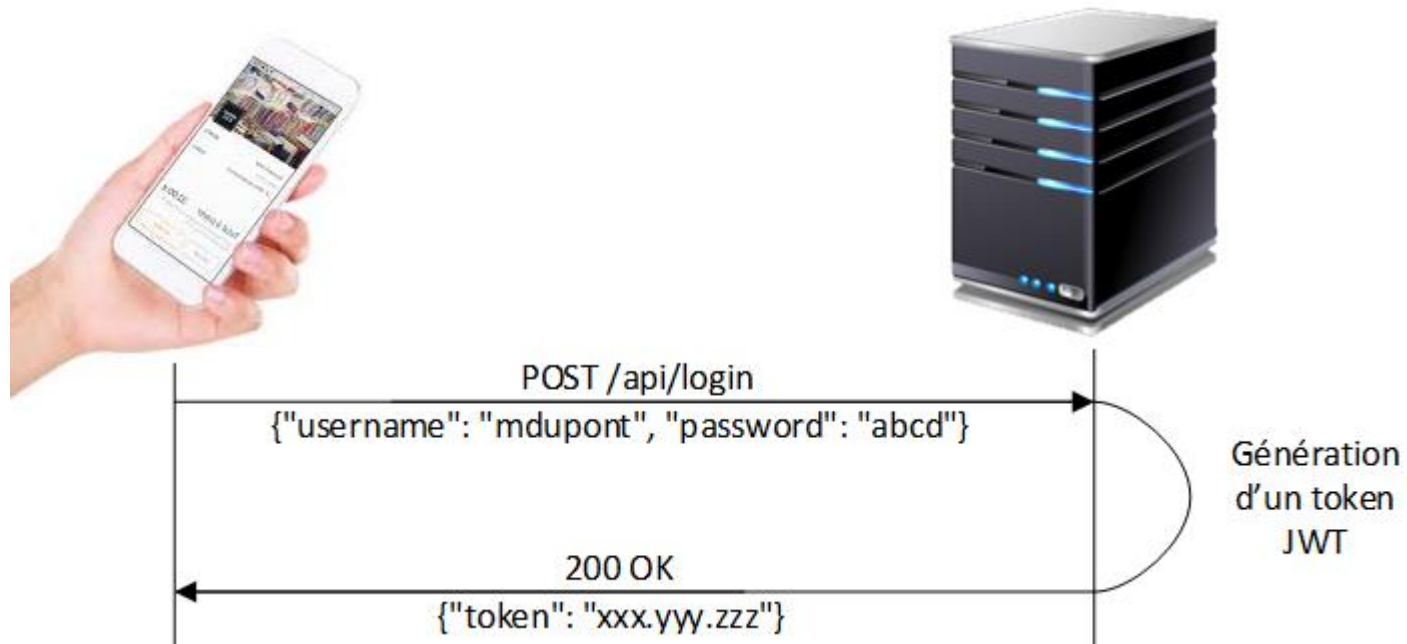 POST /api/login
{"username": "mdupont", "password": "abcd"}
Génération
d’un token
JWT
200 OK
{"token": "xxx.yyy.zzz"}